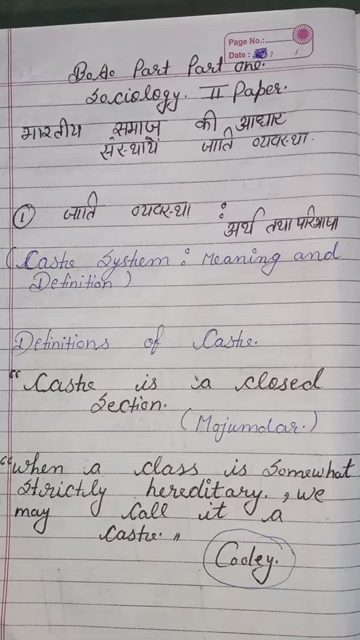 Page No.:
Date :
B.A. Part Part one.
Sociology. II Paper.
भारतीय समाज की आधार
संस्थायें जाति व्यवस्था.
① जाति व्यवस्था :
अर्थ तथा परिभाषा
(Caste System : Meaning and
Definition)
Definitions of Caste.
"Caste is a closed
Section.
(Majumdar.)
"when a class is somewhat
strictly hereditary., we
may call it a
Caste."
Cooley.